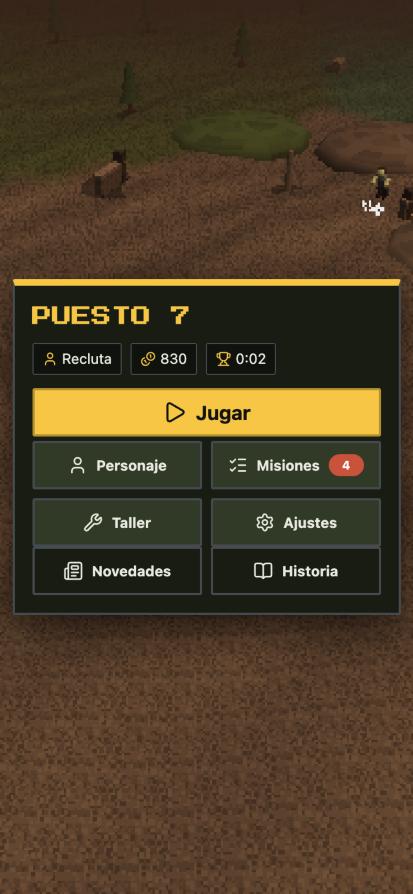 PUESTO 7
Recluta 830 0:02
Jugar
Personaje Misiones 4
Taller Ajustes
Novedades Historia